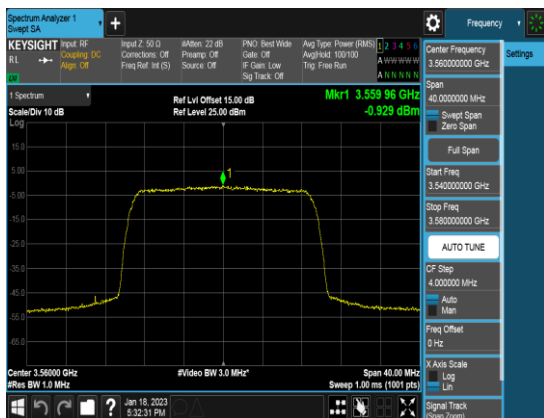 Spectrum Analyzer 1
Swept SA
+
Frequency
KEYSIGHT
RL
LXI
Input: RF
Coupling: DC
Align: Off
Input Z: 50 Ω
Corrections: Off
Freq Ref: Int (S)
#Atten: 22 dB
Preamp: Off
Source: Off
PNO: Best Wide
Gate: Off
IF Gain: Low
Sig Track: Off
Avg Type: Power (RMS)
Avg|Hold: 100/100
Trig: Free Run
1 2 3 4 5 6
A W W W W W
A N N N N N
1 Spectrum
Scale/Div 10 dB
Ref Lvl Offset 15.00 dB
Ref Level 25.00 dBm
Mkr1 3.559 96 GHz
-0.929 dBm
Log
15.0
5.00
-5.00
-15.0
-25.0
-35.0
-45.0
-55.0
-65.0
1
Center 3.56000 GHz
#Res BW 1.0 MHz
#Video BW 3.0 MHz*
Span 40.00 MHz
Sweep 1.00 ms (1001 pts)
Center Frequency
3.560000000 GHz
Settings
Span
40.0000000 MHz
Swept Span
Zero Span
Full Span
Start Freq
3.540000000 GHz
Stop Freq
3.580000000 GHz
AUTO TUNE
CF Step
4.000000 MHz
Auto
Man
Freq Offset
0 Hz
X Axis Scale
Log
Lin
Signal Track
(Span Zoom)
?
Jan 18, 2023
5:32:31 PM